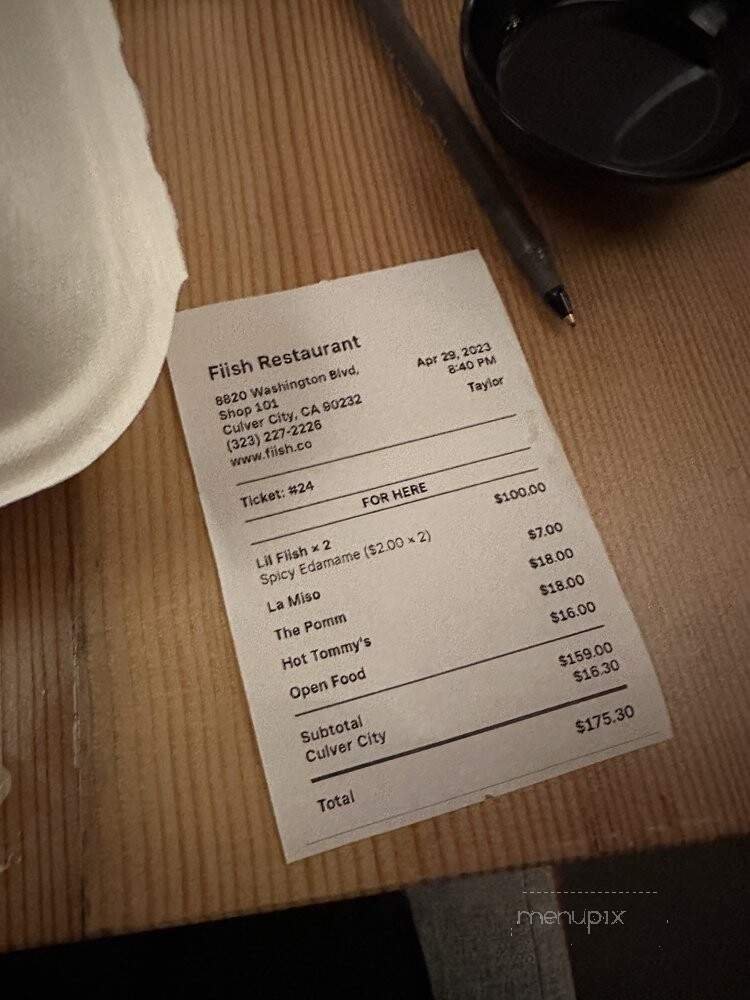 Fiish Restaurant
8820 Washington Blvd,
Shop 101
Culver City, CA 90232
(323) 227-2226
www.fiish.co
Apr 29, 2023
8:40 PM
Taylor
Ticket: #24
FOR HERE
Lil Fiish × 2 $100.00
Spicy Edamame ($2.00 × 2)
La Miso $7.00
The Pomm $18.00
Hot Tommy's $18.00
Open Food $16.00
Subtotal $159.00
Culver City $16.30
Total $175.30
menupix